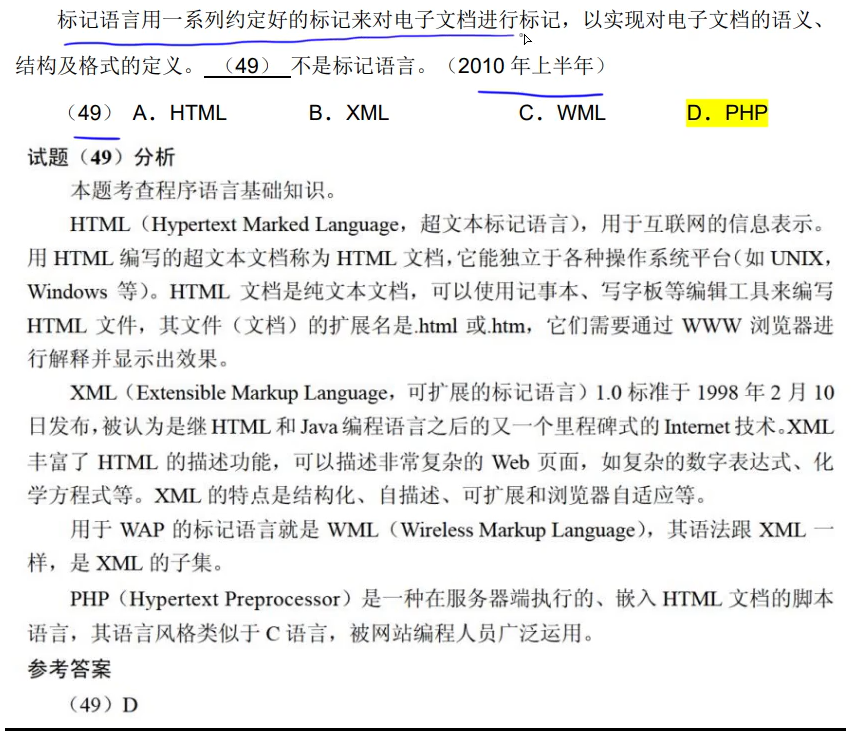 标记语言用一系列约定好的标记来对电子文档进行标记，以实现对电子文档的语义、
结构及格式的定义。 （49） 不是标记语言。（2010 年上半年）
（49） A．HTML B．XML C．WML D．PHP
试题（49）分析
本题考查程序语言基础知识。
HTML（Hypertext Marked Language，超文本标记语言），用于互联网的信息表示。
用 HTML 编写的超文本文档称为 HTML 文档，它能独立于各种操作系统平台（如 UNIX，
Windows 等）。HTML 文档是纯文本文档，可以使用记事本、写字板等编辑工具来编写
HTML 文件，其文件（文档）的扩展名是.html 或.htm，它们需要通过 WWW 浏览器进
行解释并显示出效果。
XML（Extensible Markup Language，可扩展的标记语言）1.0 标准于 1998 年 2 月 10
日发布，被认为是继 HTML 和 Java 编程语言之后的又一个里程碑式的 Internet 技术。XML
丰富了 HTML 的描述功能，可以描述非常复杂的 Web 页面，如复杂的数字表达式、化
学方程式等。XML 的特点是结构化、自描述、可扩展和浏览器自适应等。
用于 WAP 的标记语言就是 WML（Wireless Markup Language），其语法跟 XML 一
样，是 XML 的子集。
PHP（Hypertext Preprocessor）是一种在服务器端执行的、嵌入 HTML 文档的脚本
语言，其语言风格类似于 C 语言，被网站编程人员广泛运用。
参考答案
（49）D